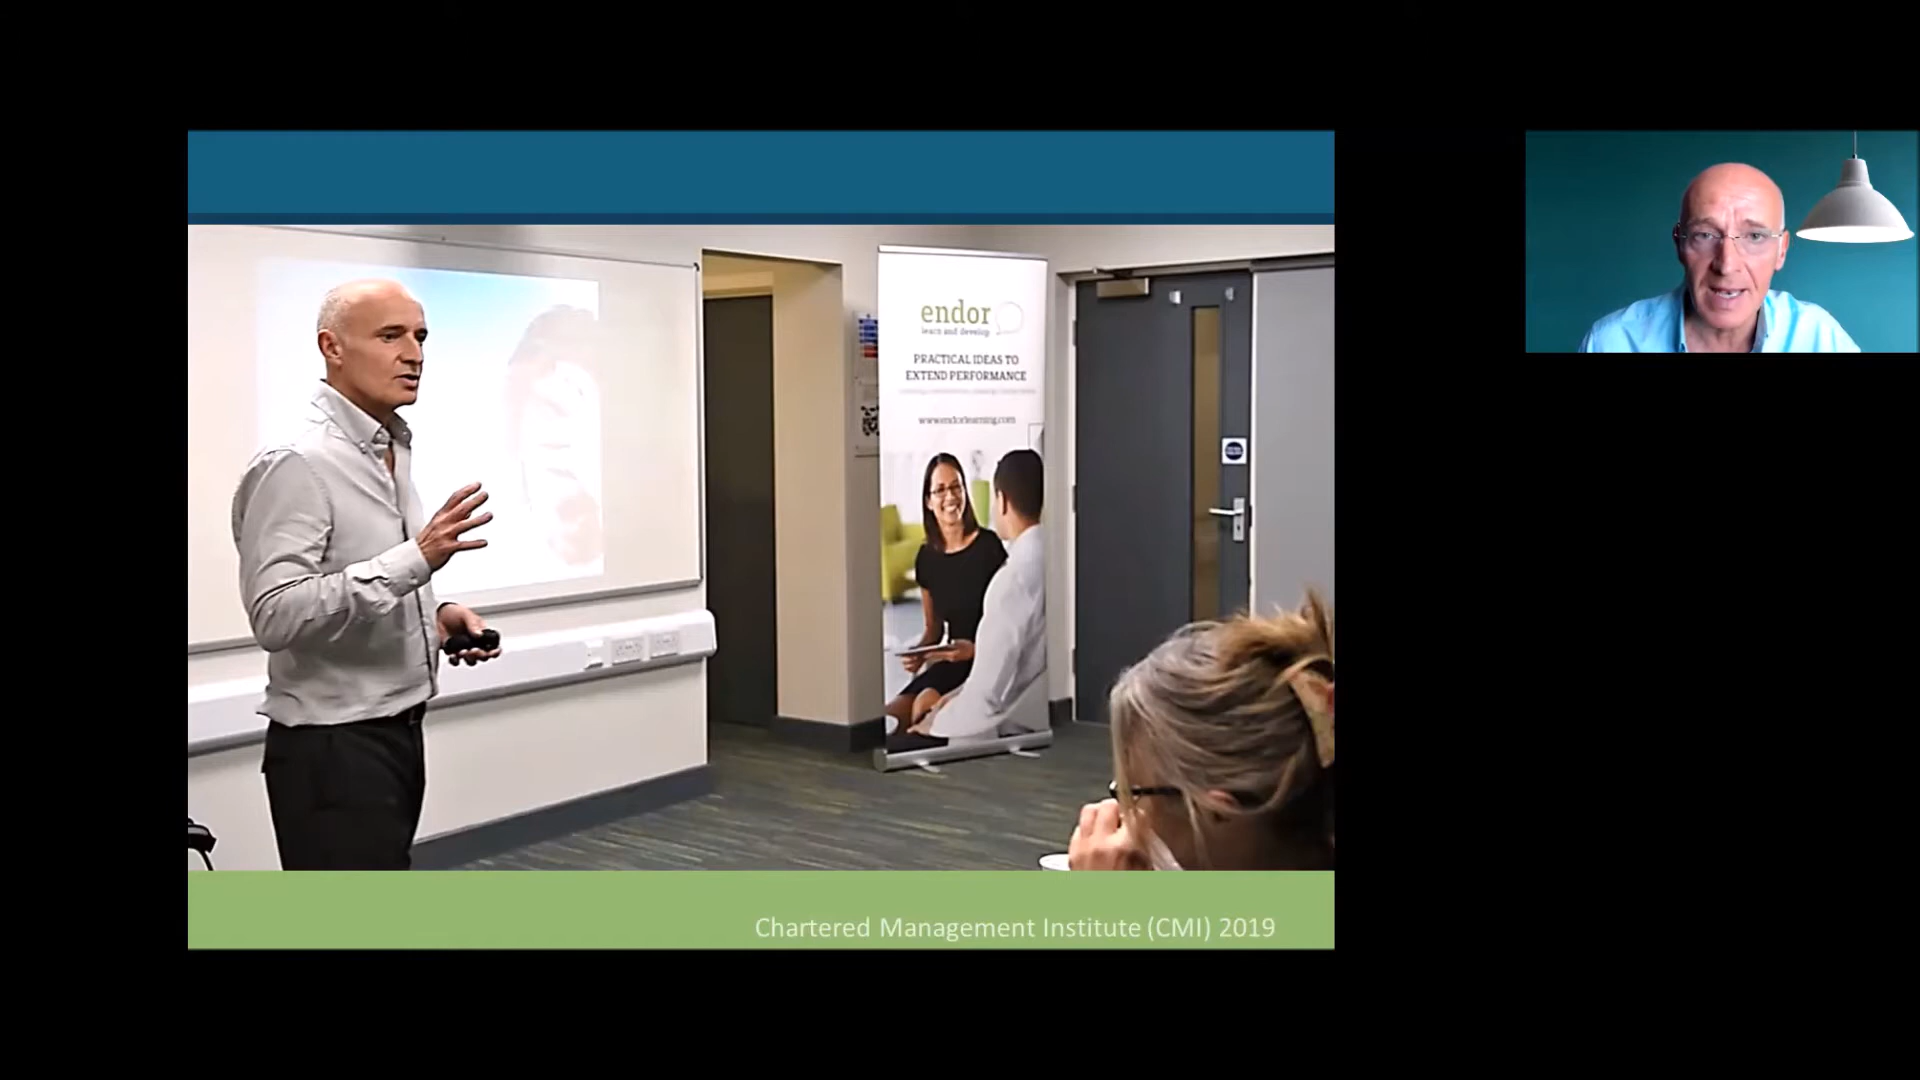 endor
learn and develop
PRACTICAL IDEAS TO
EXTEND PERFORMANCE
www.endorlearning.com
Chartered Management Institute (CMI) 2019